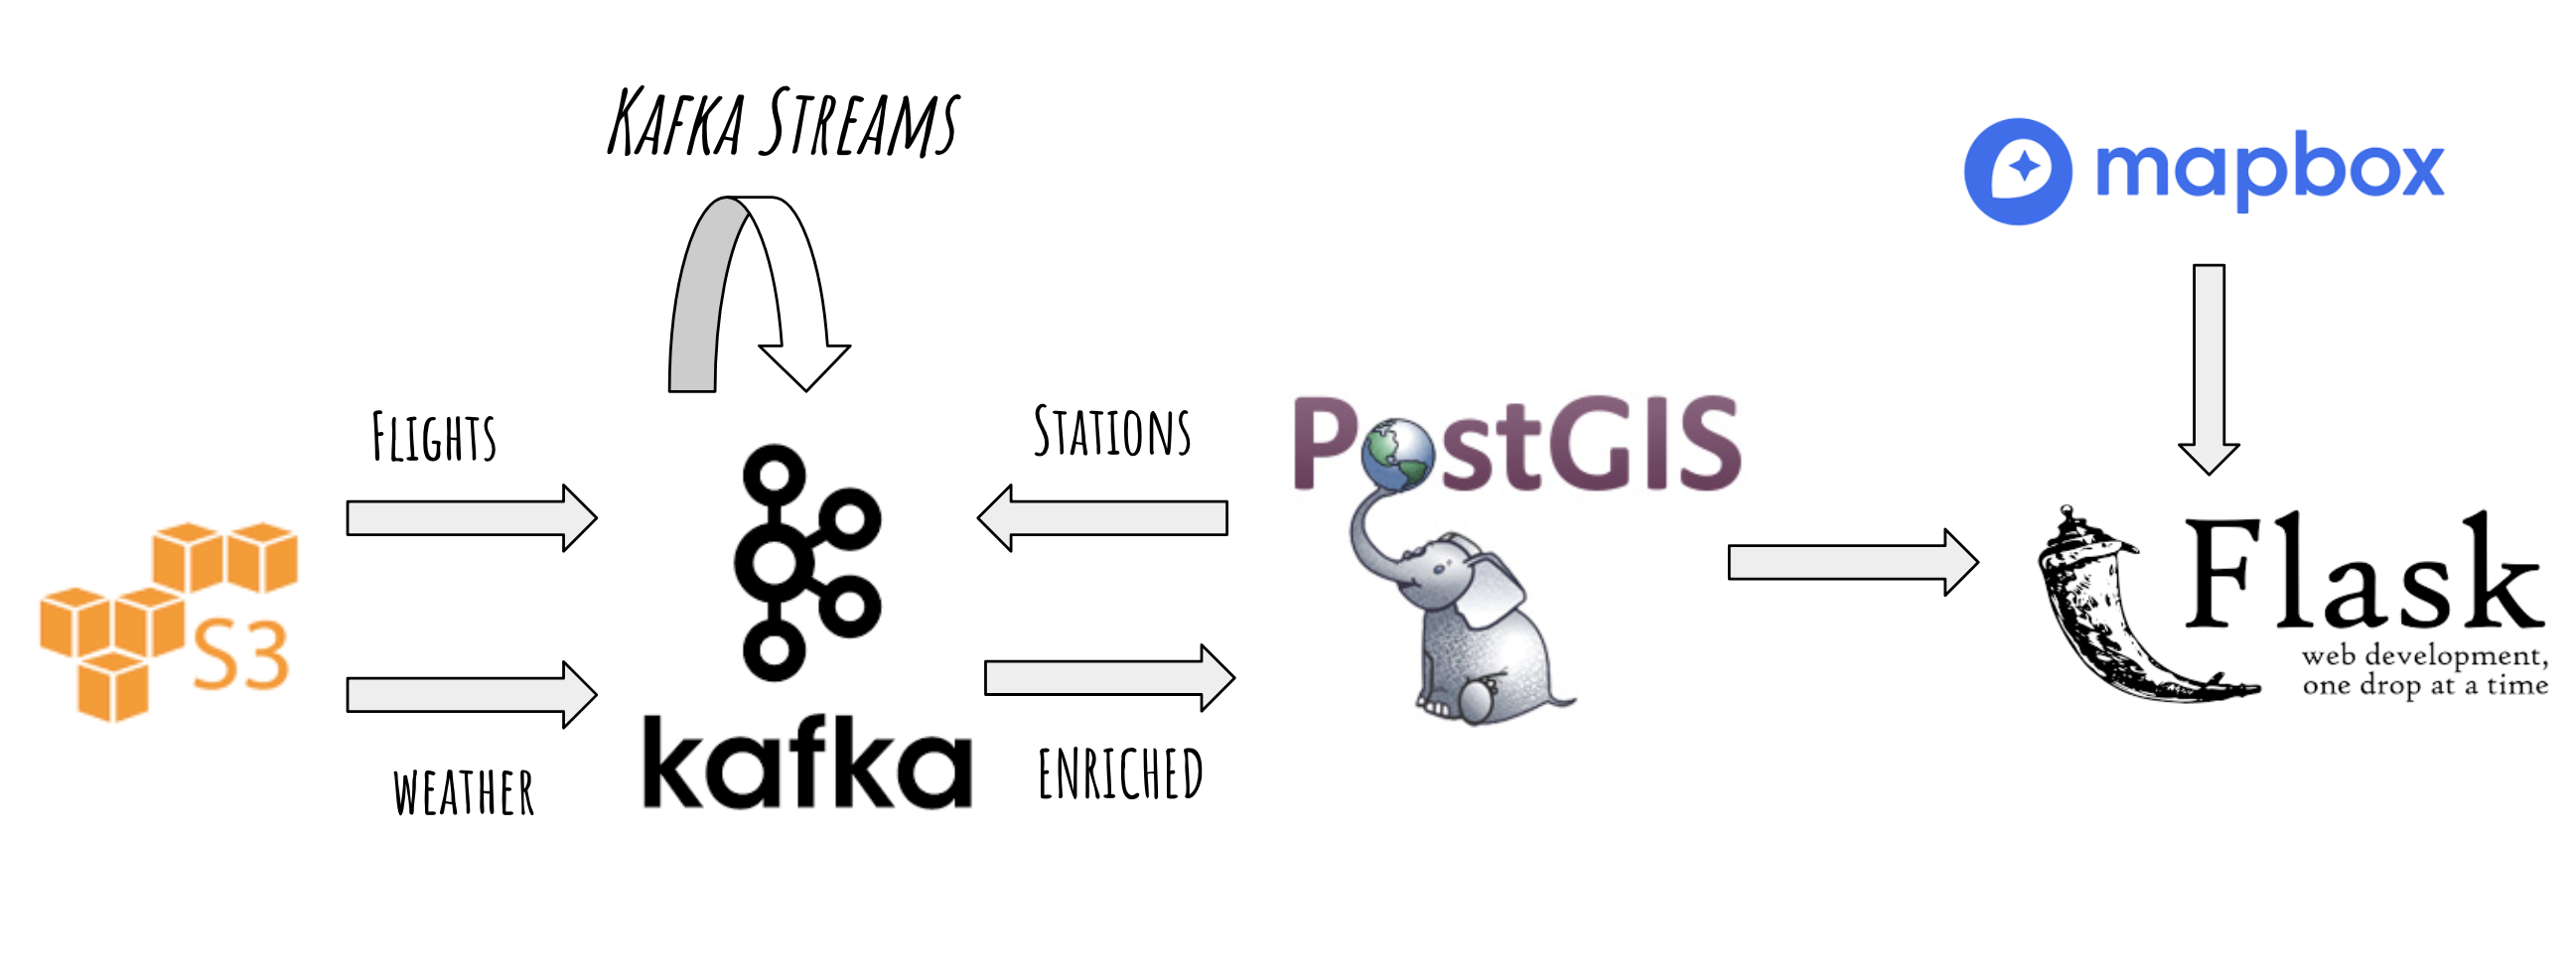 Kafka Streams
mapbox
Flights
Stations
PostGIS
S3
Flask
web development,
one drop at a time
kafka
weather
enriched